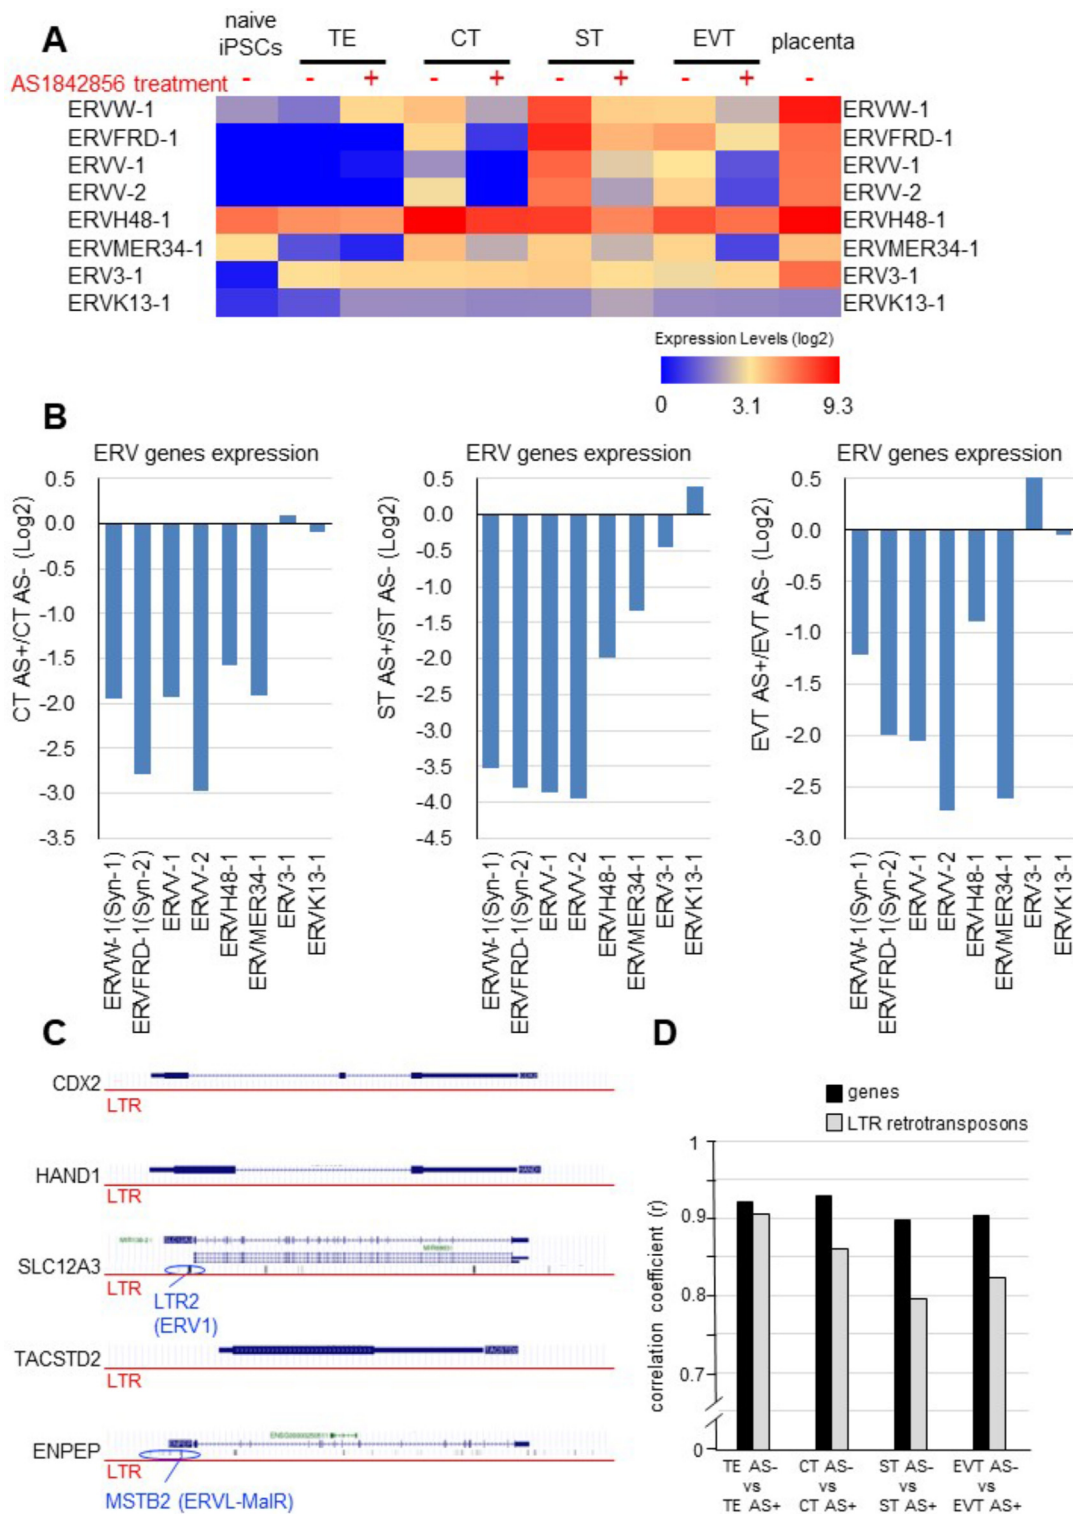 A
naive iPSCs
TE
CT
ST
EVT
placenta
AS1842856 treatment - - + - + - + - + -
ERVW-1 ERVW-1
ERVFRD-1 ERVFRD-1
ERVV-1 ERVV-1
ERVV-2 ERVV-2
ERVH48-1 ERVH48-1
ERVMER34-1 ERVMER34-1
ERV3-1 ERV3-1
ERVK13-1 ERVK13-1
Expression Levels (log2)
0 3.1 9.3
B
ERV genes expression
CT AS+/CT AS- (Log2)
0.5
0.0
-0.5
-1.0
-1.5
-2.0
-2.5
-3.0
-3.5
ERVW-1(Syn-1)
ERVFRD-1(Syn-2)
ERVV-1
ERVV-2
ERVH48-1
ERVMER34-1
ERV3-1
ERVK13-1
ERV genes expression
ST AS+/ST AS- (Log2)
0.5
0.0
-0.5
-1.0
-1.5
-2.0
-2.5
-3.0
-3.5
-4.0
-4.5
ERVW-1(Syn-1)
ERVFRD-1(Syn-2)
ERVV-1
ERVV-2
ERVH48-1
ERVMER34-1
ERV3-1
ERVK13-1
ERV genes expression
EVT AS+/EVT AS- (Log2)
0.5
0.0
-0.5
-1.0
-1.5
-2.0
-2.5
-3.0
ERVW-1(Syn-1)
ERVFRD-1(Syn-2)
ERVV-1
ERVV-2
ERVH48-1
ERVMER34-1
ERV3-1
ERVK13-1
C
CDX2
LTR
HAND1
LTR
SLC12A3
SLC12A3
LTR
LTR2
(ERV1)
TACSTD2
TACSTD2
LTR
ENPEP
ENPEP
LTR
MSTB2 (ERVL-MalR)
D
genes
LTR retrotransposons
correlation coefficient (r)
1
0.9
0.8
0.7
0
TE AS-
vs
TE AS+
CT AS-
vs
CT AS+
ST AS-
vs
ST AS+
EVT AS-
vs
EVT AS+